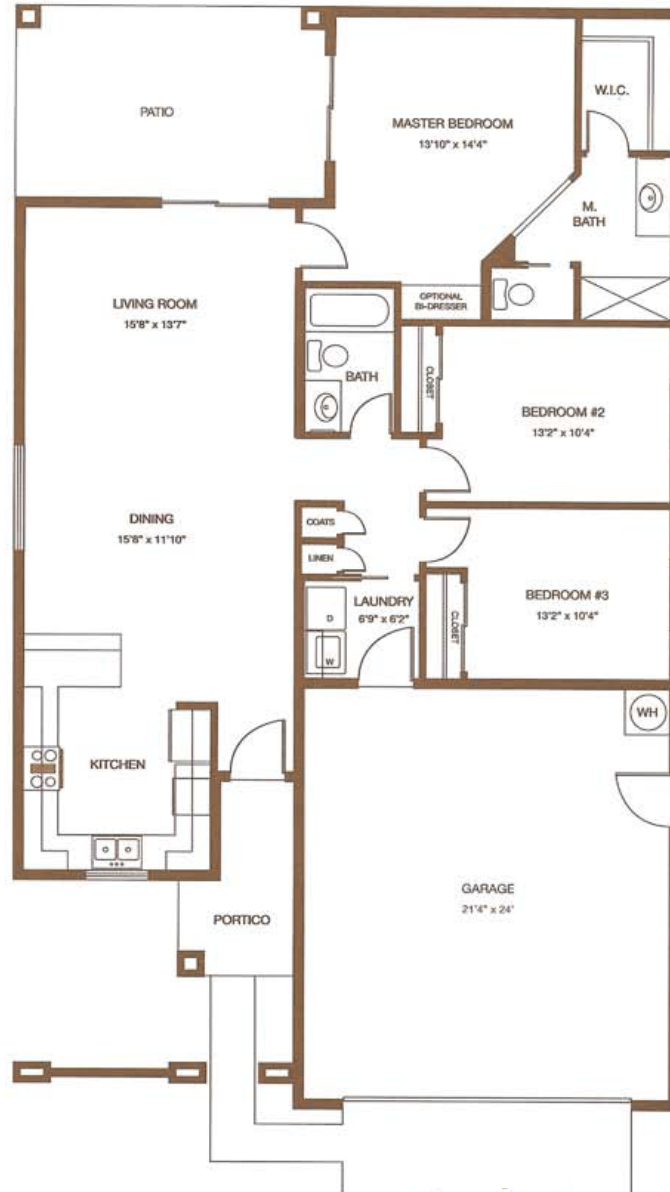 PATIO
MASTER BEDROOM
13'10" x 14'4"
W.I.C.
M.
BATH
LIVING ROOM
15'8" x 13'7"
OPTIONAL
BI-DRESSER
BATH
CLOSET
BEDROOM #2
13'2" x 10'4"
DINING
15'8" x 11'10"
COATS
LINEN
LAUNDRY
6'9" x 6'2"
D
W
CLOSET
BEDROOM #3
13'2" x 10'4"
WH
KITCHEN
GARAGE
21'4" x 24'
PORTICO